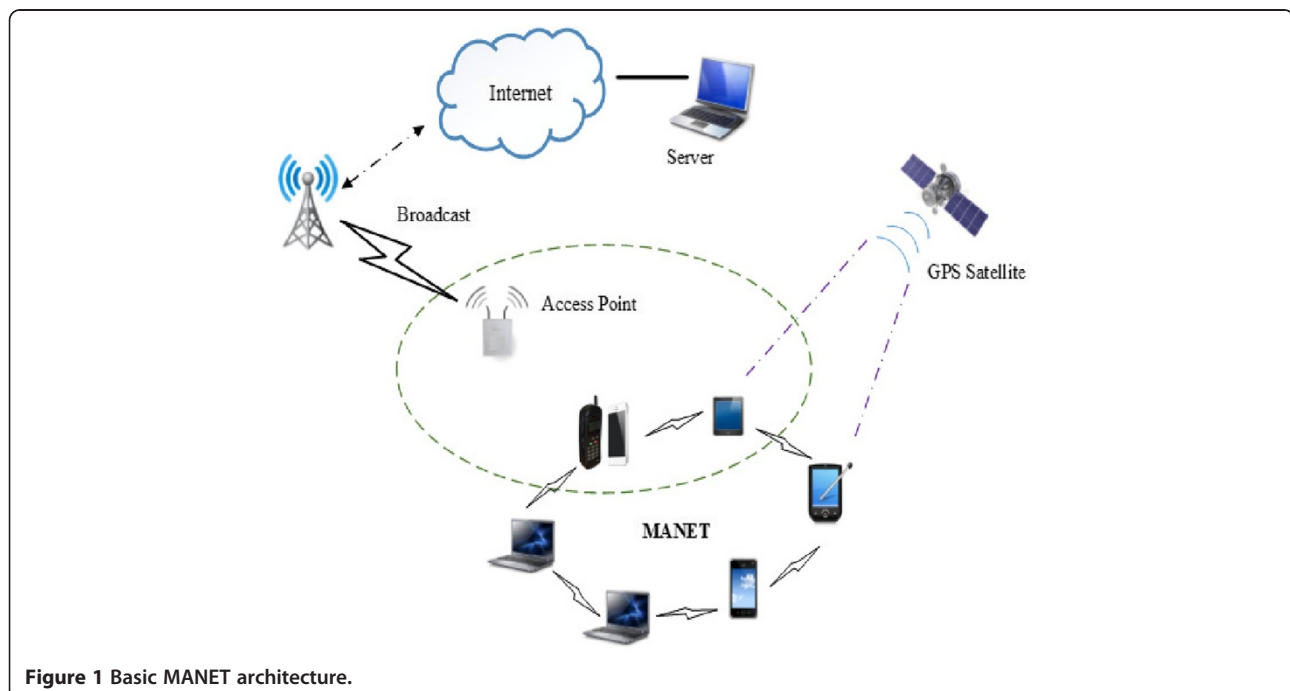 Internet
Server
Broadcast
GPS Satellite
Access Point
MANET
Figure 1 Basic MANET architecture.